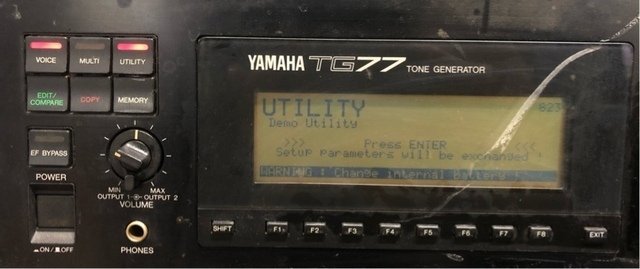 VOICE MULTI UTILITY
EDIT/
COMPARE COPY MEMORY
EF BYPASS
POWER
▲ON/■OFF
MIN MAX
OUTPUT 1 OUTPUT 2
VOLUME
PHONES
YAMAHA TG77 TONE GENERATOR
UTILITY 823
Demo Utility
>>> Press ENTER <<<
Setup parameters will be exchanged !
WARNING : Change internal battery !
SHIFT F1 F2 F3 F4 F5 F6 F7 F8 EXIT